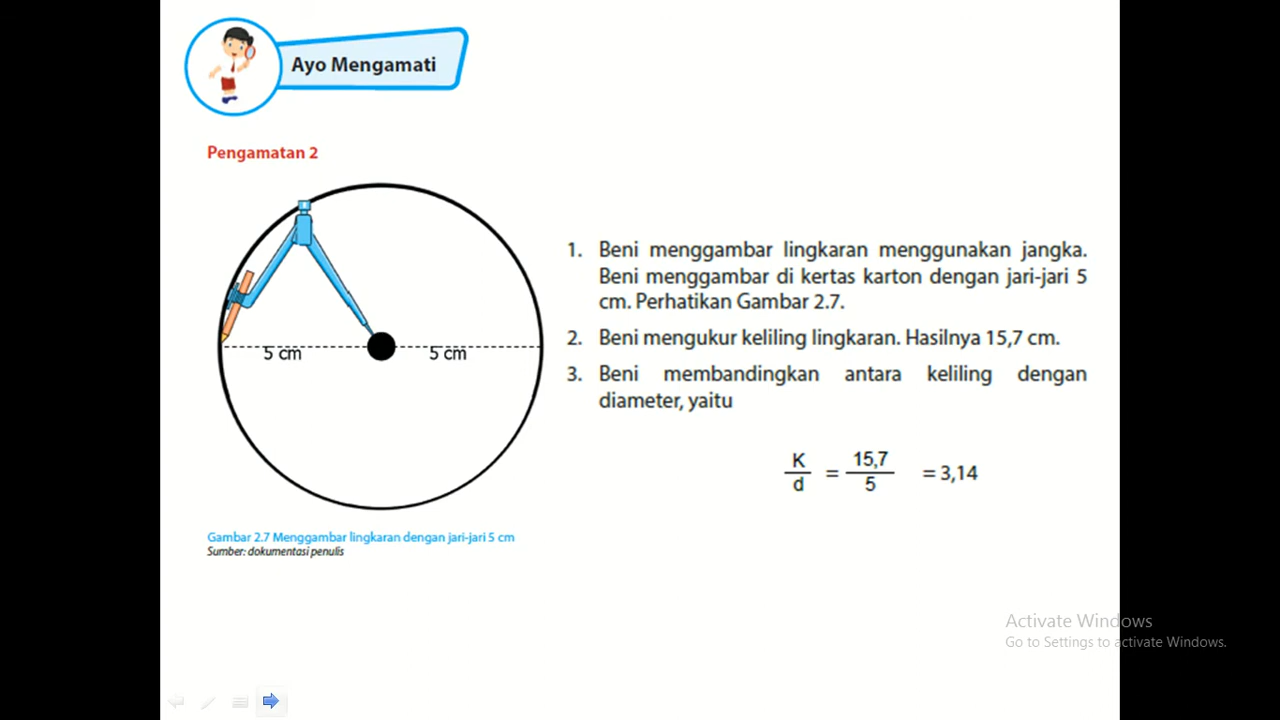 Ayo Mengamati
Pengamatan 2
5 cm 5 cm
Gambar 2.7 Menggambar lingkaran dengan jari-jari 5 cm
Sumber: dokumentasi penulis
1. Beni menggambar lingkaran menggunakan jangka.
Beni menggambar di kertas karton dengan jari-jari 5
cm. Perhatikan Gambar 2.7.
2. Beni mengukur keliling lingkaran. Hasilnya 15,7 cm.
3. Beni membandingkan antara keliling dengan
diameter, yaitu
K/d = 15,7/5 = 3,14
Activate Windows
Go to Settings to activate Windows.